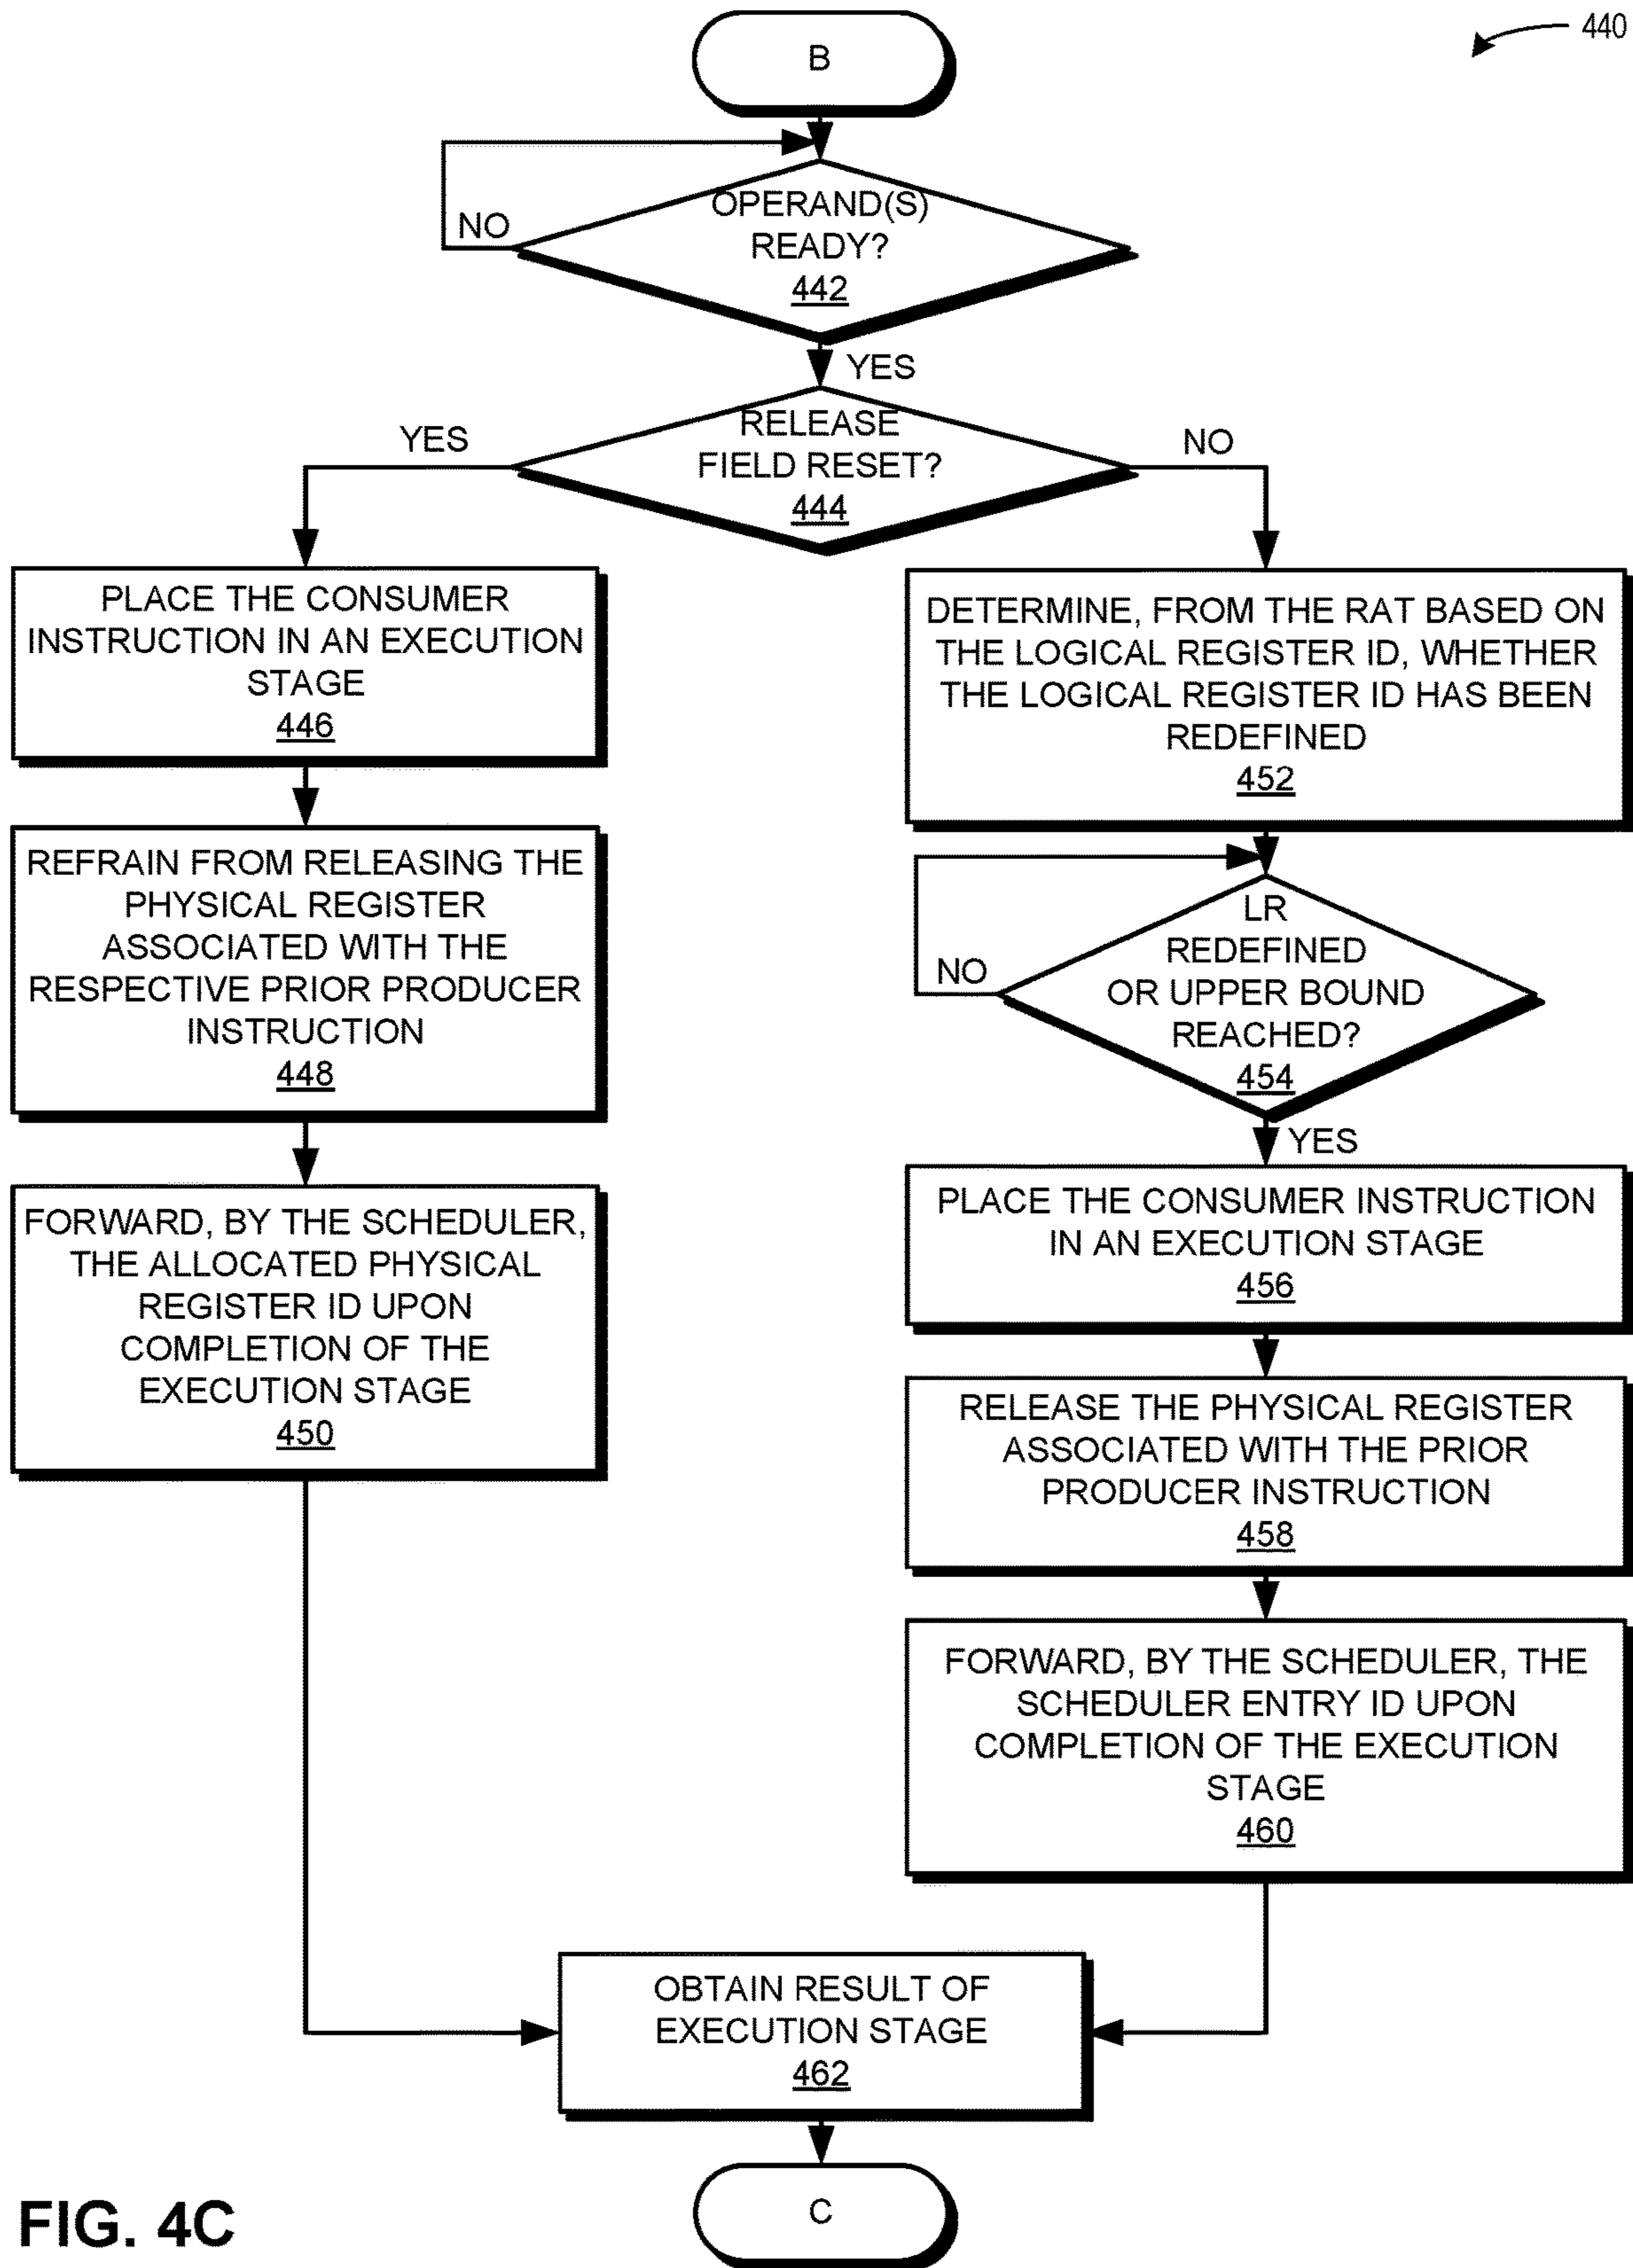 440
B
OPERAND(S)
READY?
442
NO
YES
RELEASE
FIELD RESET?
444
YES
NO
PLACE THE CONSUMER
INSTRUCTION IN AN EXECUTION
STAGE
446
REFRAIN FROM RELEASING THE
PHYSICAL REGISTER
ASSOCIATED WITH THE
RESPECTIVE PRIOR PRODUCER
INSTRUCTION
448
FORWARD, BY THE SCHEDULER,
THE ALLOCATED PHYSICAL
REGISTER ID UPON
COMPLETION OF THE
EXECUTION STAGE
450
DETERMINE, FROM THE RAT BASED ON
THE LOGICAL REGISTER ID, WHETHER
THE LOGICAL REGISTER ID HAS BEEN
REDEFINED
452
LR
REDEFINED
OR UPPER BOUND
REACHED?
454
NO
YES
PLACE THE CONSUMER INSTRUCTION
IN AN EXECUTION STAGE
456
RELEASE THE PHYSICAL REGISTER
ASSOCIATED WITH THE PRIOR
PRODUCER INSTRUCTION
458
FORWARD, BY THE SCHEDULER, THE
SCHEDULER ENTRY ID UPON
COMPLETION OF THE EXECUTION
STAGE
460
OBTAIN RESULT OF
EXECUTION STAGE
462
C
FIG. 4C